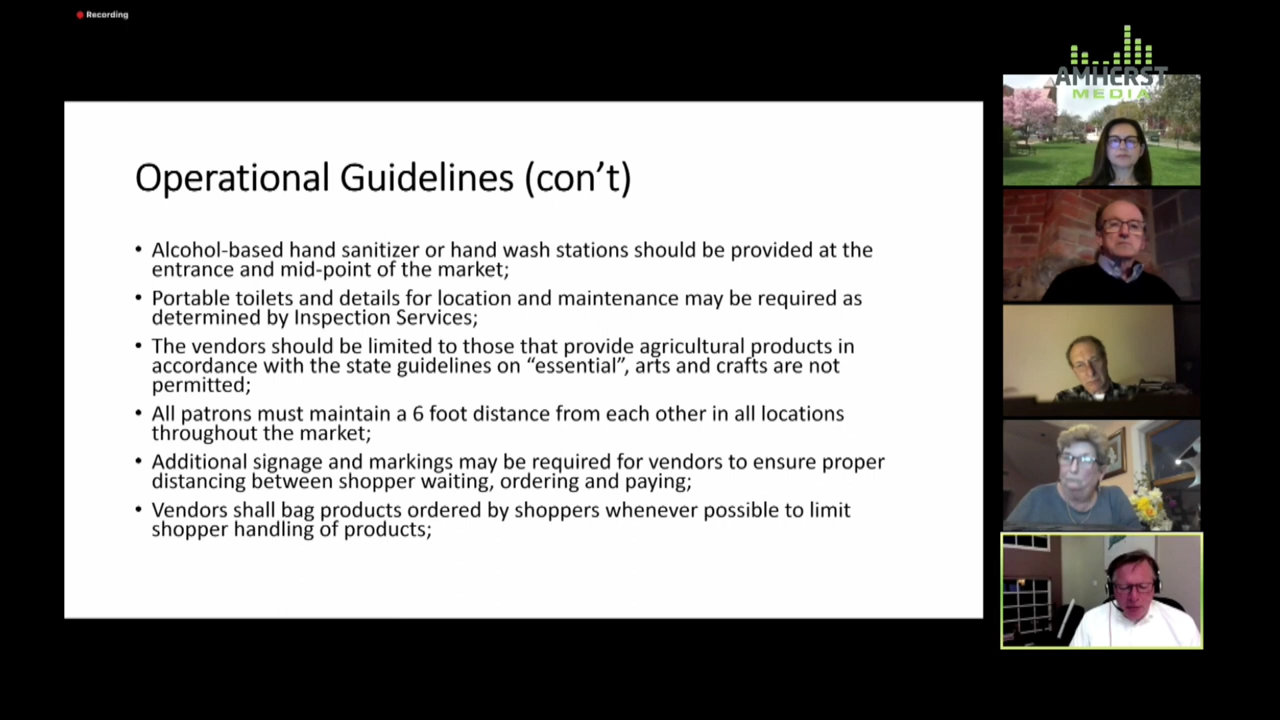 Recording
AMHERST
MEDIA
Operational Guidelines (con’t)
• Alcohol-based hand sanitizer or hand wash stations should be provided at the
entrance and mid-point of the market;
• Portable toilets and details for location and maintenance may be required as
determined by Inspection Services;
• The vendors should be limited to those that provide agricultural products in
accordance with the state guidelines on “essential”, arts and crafts are not
permitted;
• All patrons must maintain a 6 foot distance from each other in all locations
throughout the market;
• Additional signage and markings may be required for vendors to ensure proper
distancing between shopper waiting, ordering and paying;
• Vendors shall bag products ordered by shoppers whenever possible to limit
shopper handling of products;